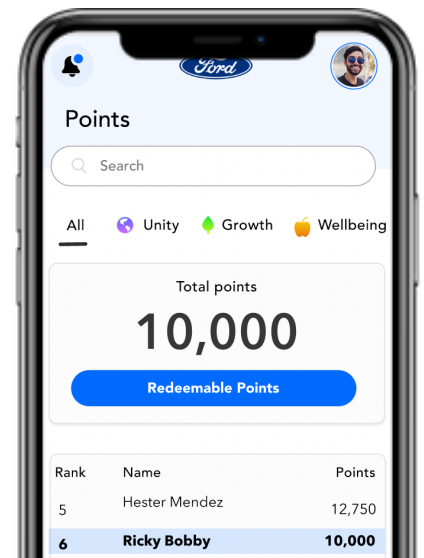 Ford
Points
Search
All Unity Growth Wellbeing
Total points
10,000
Redeemable Points
Rank Name Points
5 Hester Mendez 12,750
6 Ricky Bobby 10,000